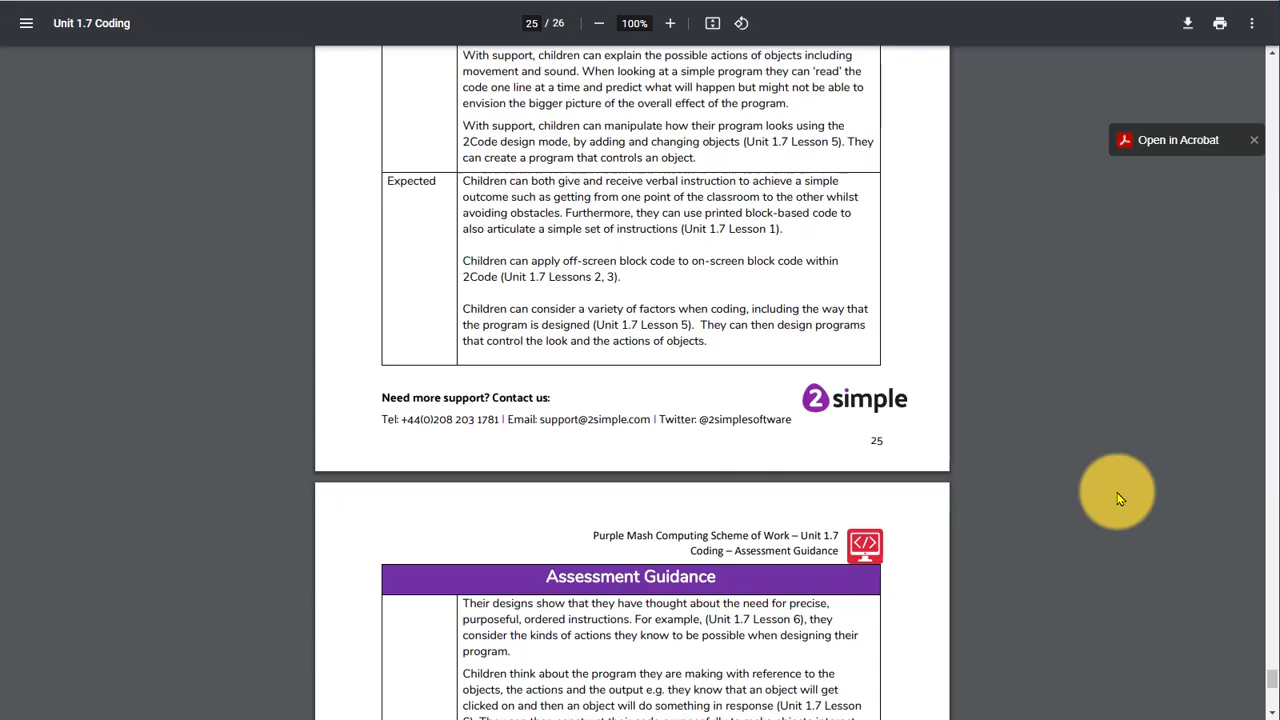 Unit 1.7 Coding
25 / 26
100%
Open in Acrobat
With support, children can explain the possible actions of objects including
movement and sound. When looking at a simple program they can ‘read’ the
code one line at a time and predict what will happen but might not be able to
envision the bigger picture of the overall effect of the program.
With support, children can manipulate how their program looks using the
2Code design mode, by adding and changing objects (Unit 1.7 Lesson 5). They
can create a program that controls an object.
Expected
Children can both give and receive verbal instruction to achieve a simple
outcome such as getting from one point of the classroom to the other whilst
avoiding obstacles. Furthermore, they can use printed block-based code to
also articulate a simple set of instructions (Unit 1.7 Lesson 1).
Children can apply off-screen block code to on-screen block code within
2Code (Unit 1.7 Lessons 2, 3).
Children can consider a variety of factors when coding, including the way that
the program is designed (Unit 1.7 Lesson 5). They can then design programs
that control the look and the actions of objects.
Need more support? Contact us:
Tel: +44(0)208 203 1781 | Email: support@2simple.com | Twitter: @2simplesoftware
2 simple
25
Purple Mash Computing Scheme of Work – Unit 1.7
Coding – Assessment Guidance
</>
Assessment Guidance
Their designs show that they have thought about the need for precise,
purposeful, ordered instructions. For example, (Unit 1.7 Lesson 6), they
consider the kinds of actions they know to be possible when designing their
program.
Children think about the program they are making with reference to the
objects, the actions and the output e.g. they know that an object will get
clicked on and then an object will do something in response (Unit 1.7 Lesson